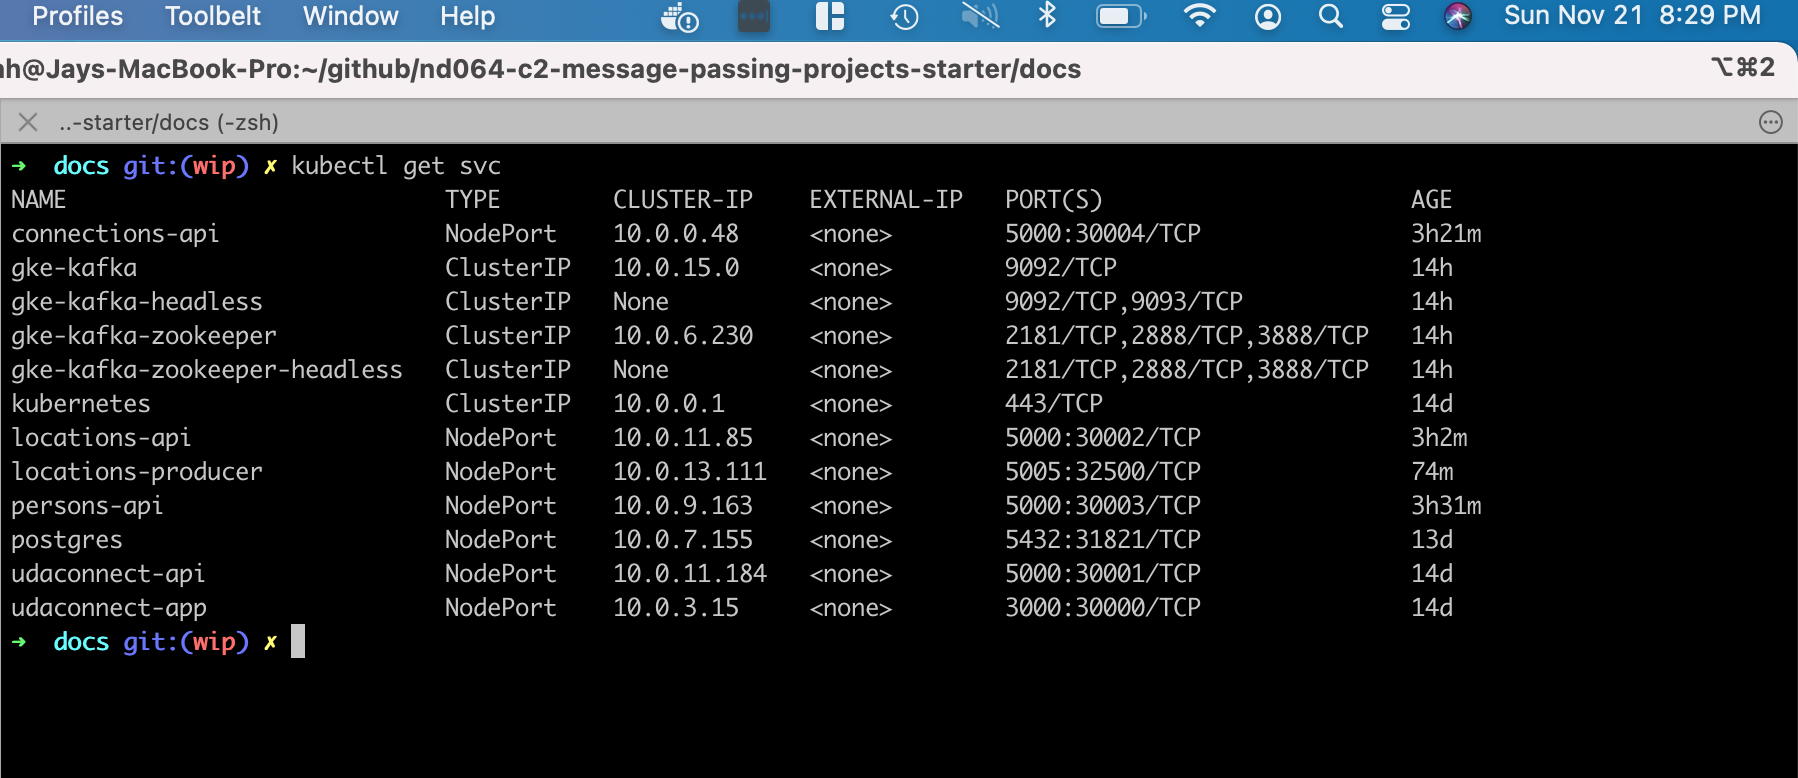 Profiles Toolbelt Window Help Sun Nov 21 8:29 PM
ah@Jays-MacBook-Pro:~/github/nd064-c2-message-passing-projects-starter/docs ⌥⌘2
..-starter/docs (-zsh)
➜ docs git:(wip) ✗ kubectl get svc
NAME TYPE CLUSTER-IP EXTERNAL-IP PORT(S) AGE
connections-api NodePort 10.0.0.48 <none> 5000:30004/TCP 3h21m
gke-kafka ClusterIP 10.0.15.0 <none> 9092/TCP 14h
gke-kafka-headless ClusterIP None <none> 9092/TCP,9093/TCP 14h
gke-kafka-zookeeper ClusterIP 10.0.6.230 <none> 2181/TCP,2888/TCP,3888/TCP 14h
gke-kafka-zookeeper-headless ClusterIP None <none> 2181/TCP,2888/TCP,3888/TCP 14h
kubernetes ClusterIP 10.0.0.1 <none> 443/TCP 14d
locations-api NodePort 10.0.11.85 <none> 5000:30002/TCP 3h2m
locations-producer NodePort 10.0.13.111 <none> 5005:32500/TCP 74m
persons-api NodePort 10.0.9.163 <none> 5000:30003/TCP 3h31m
postgres NodePort 10.0.7.155 <none> 5432:31821/TCP 13d
udaconnect-api NodePort 10.0.11.184 <none> 5000:30001/TCP 14d
udaconnect-app NodePort 10.0.3.15 <none> 3000:30000/TCP 14d
➜ docs git:(wip) ✗